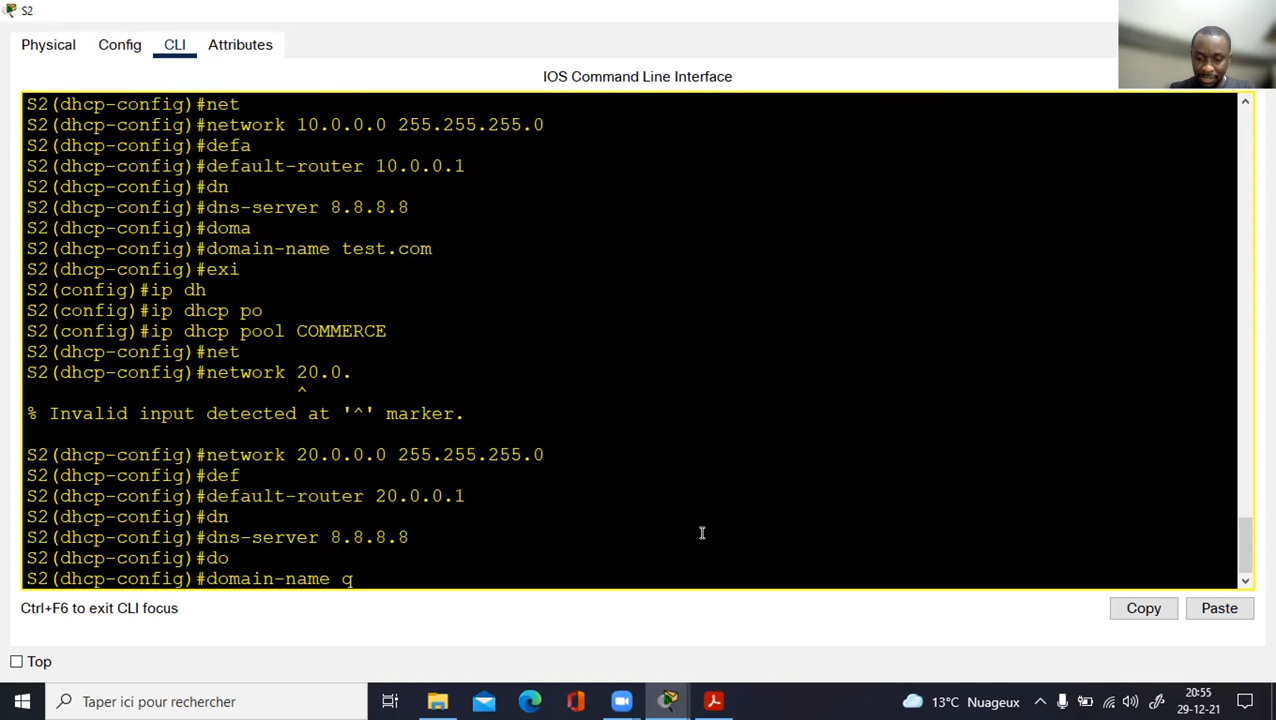 S2
Physical Config CLI Attributes
IOS Command Line Interface
S2(dhcp-config)#net
S2(dhcp-config)#network 10.0.0.0 255.255.255.0
S2(dhcp-config)#defa
S2(dhcp-config)#default-router 10.0.0.1
S2(dhcp-config)#dn
S2(dhcp-config)#dns-server 8.8.8.8
S2(dhcp-config)#doma
S2(dhcp-config)#domain-name test.com
S2(dhcp-config)#exi
S2(config)#ip dh
S2(config)#ip dhcp po
S2(config)#ip dhcp pool COMMERCE
S2(dhcp-config)#net
S2(dhcp-config)#network 20.0.
^
% Invalid input detected at '^' marker.
S2(dhcp-config)#network 20.0.0.0 255.255.255.0
S2(dhcp-config)#def
S2(dhcp-config)#default-router 20.0.0.1
S2(dhcp-config)#dn
S2(dhcp-config)#dns-server 8.8.8.8
S2(dhcp-config)#do
S2(dhcp-config)#domain-name q
Ctrl+F6 to exit CLI focus
Copy Paste
Top
Taper ici pour rechercher
13°C Nuageux
20:55
29-12-21